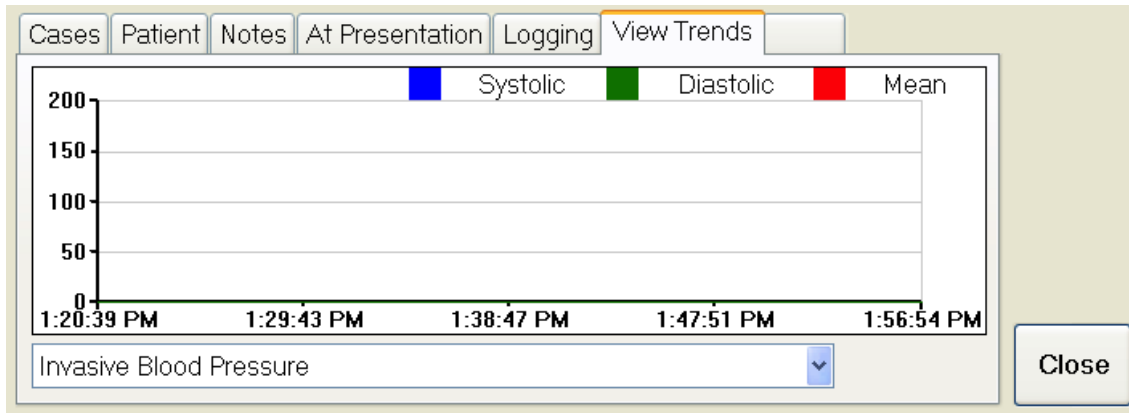 Cases Patient Notes At Presentation Logging View Trends
Systolic Diastolic Mean
200
150
100
50
0
1:20:39 PM 1:29:43 PM 1:38:47 PM 1:47:51 PM 1:56:54 PM
Invasive Blood Pressure
Close